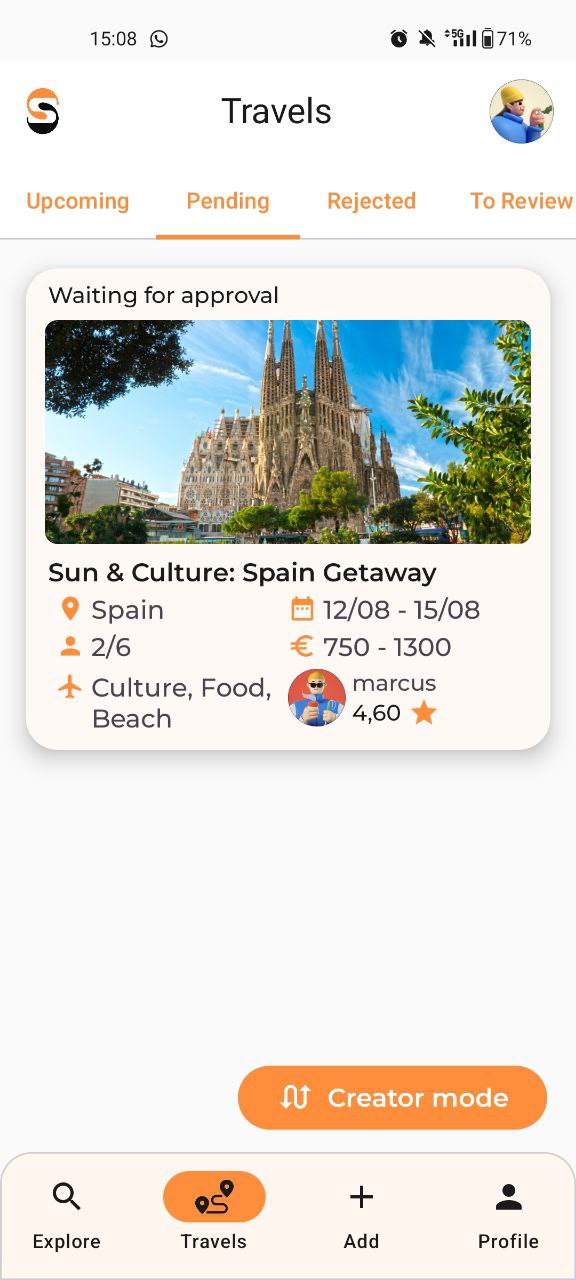 15:08
5G
71%
Travels
Upcoming
Pending
Rejected
To Review
Waiting for approval
Sun & Culture: Spain Getaway
Spain
12/08 - 15/08
2/6
750 - 1300
Culture, Food,
Beach
marcus
4,60
Creator mode
Explore
Travels
Add
Profile